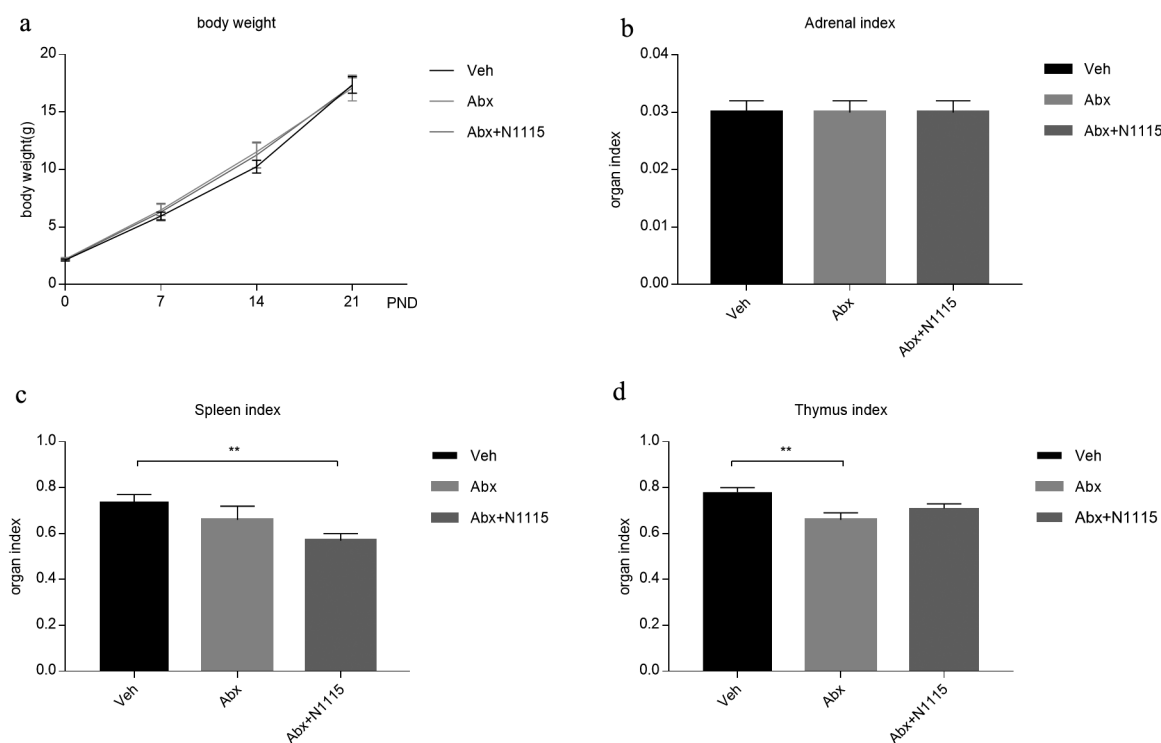 a
body weight
20
15
10
5
0
body weight(g)
0 7 14 21 PND
Veh
Abx
Abx+N1115
b
Adrenal index
0.04
0.03
0.02
0.01
0.00
organ index
Veh
Abx
Abx+N1115
Veh
Abx
Abx+N1115
c
Spleen index
1.0
0.8
0.6
0.4
0.2
0.0
organ index
**
Veh
Abx
Abx+N1115
Veh
Abx
Abx+N1115
d
Thymus index
1.0
0.8
0.6
0.4
0.2
0.0
organ index
**
Veh
Abx
Abx+N1115
Veh
Abx
Abx+N1115